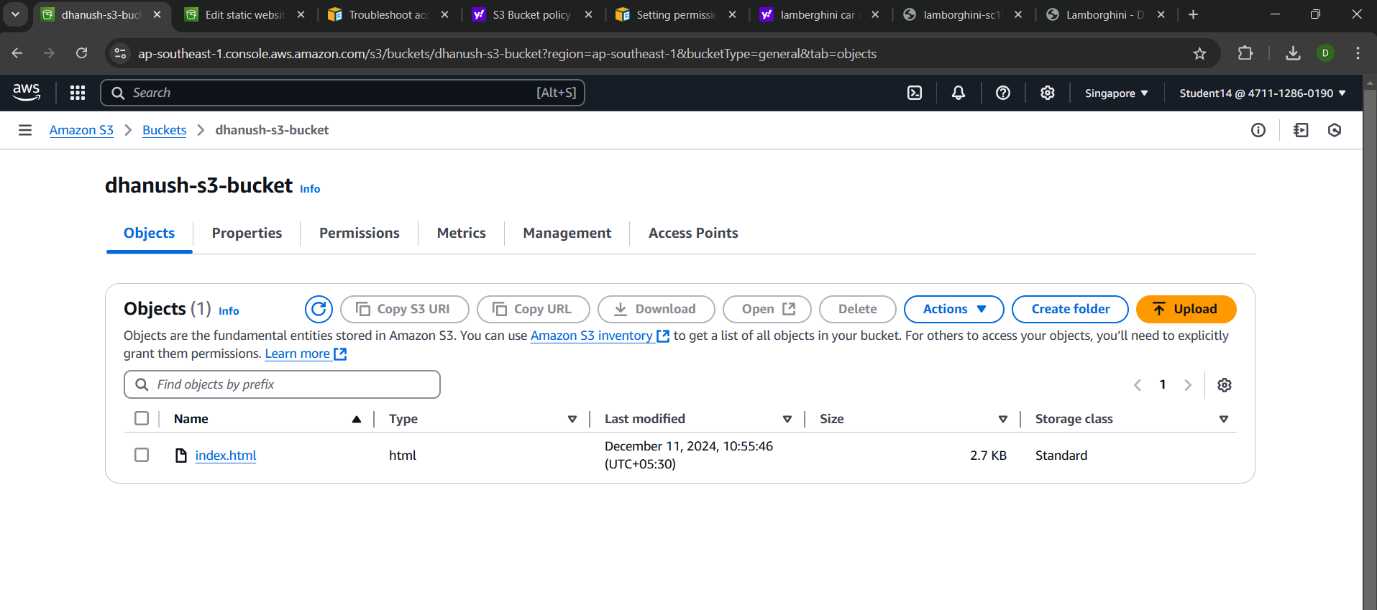 dhanush-s3-buc
Edit static websit
Troubleshoot acc
S3 Bucket policy
Setting permissio
lamberghini car
lamborghini-sc1
Lamborghini - D
ap-southeast-1.console.aws.amazon.com/s3/buckets/dhanush-s3-bucket?region=ap-southeast-1&bucketType=general&tab=objects
D
aws
Search
[Alt+S]
Singapore
Student14 @ 4711-1286-0190
Amazon S3 > Buckets > dhanush-s3-bucket
dhanush-s3-bucket Info
Objects Properties Permissions Metrics Management Access Points
Objects (1) Info
Copy S3 URI Copy URL Download Open Delete Actions Create folder Upload
Objects are the fundamental entities stored in Amazon S3. You can use Amazon S3 inventory to get a list of all objects in your bucket. For others to access your objects, you'll need to explicitly
grant them permissions. Learn more
Find objects by prefix
1
Name Type Last modified Size Storage class
index.html html December 11, 2024, 10:55:46 (UTC+05:30) 2.7 KB Standard